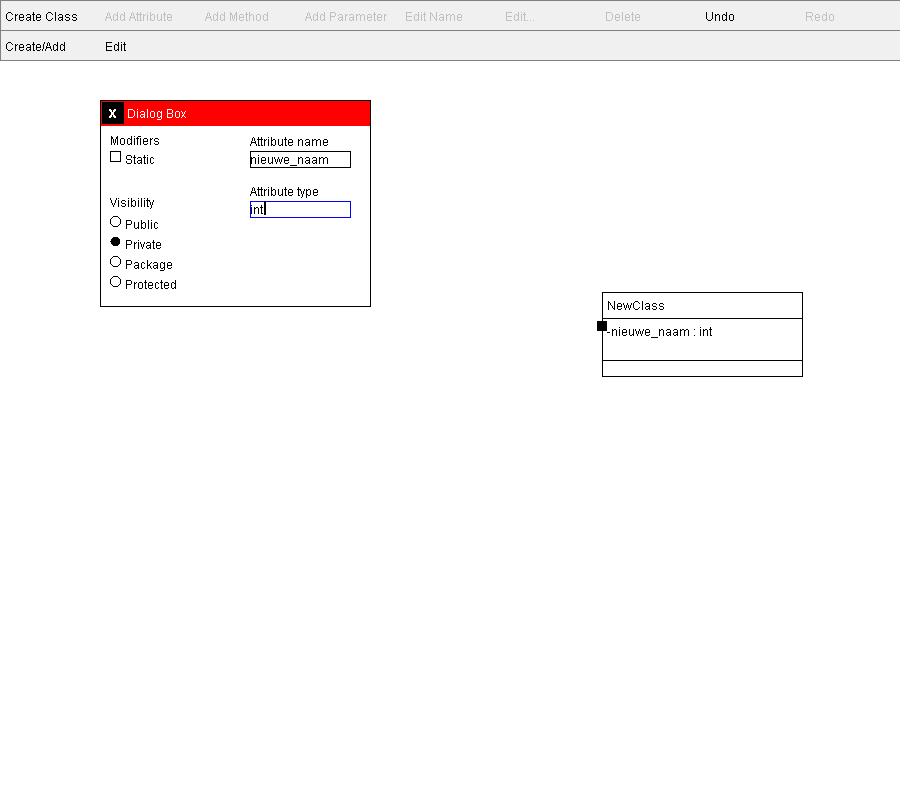 Create Class Add Attribute Add Method Add Parameter Edit Name Edit... Delete Undo Redo
Create/Add Edit
X Dialog Box
Modifiers
Static
Visibility
Public
Private
Package
Protected
Attribute name
nieuwe_naam
Attribute type
int
NewClass
-nieuwe_naam : int